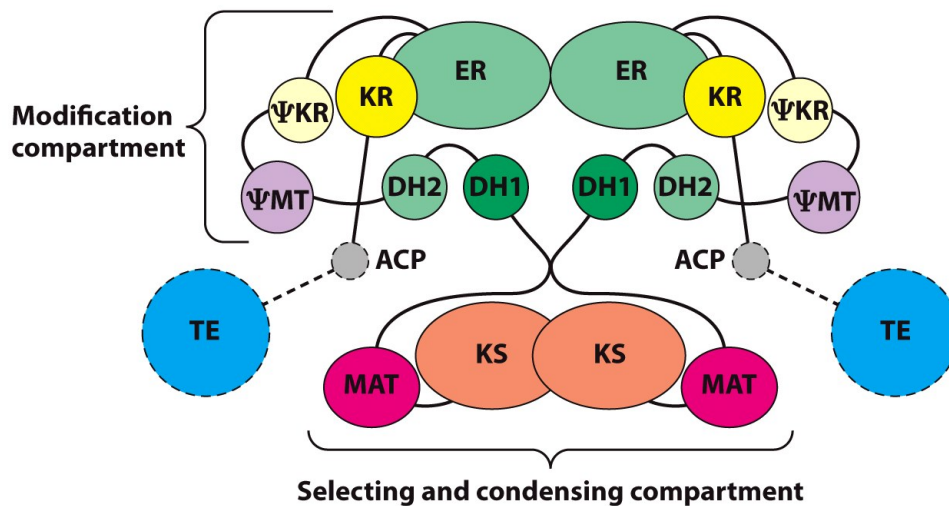 ER
ER
KR
KR
ΨKR
ΨKR
Modification
compartment
DH2
DH1
DH1
DH2
ΨMT
ΨMT
ACP
ACP
TE
TE
KS
KS
MAT
MAT
Selecting and condensing compartment